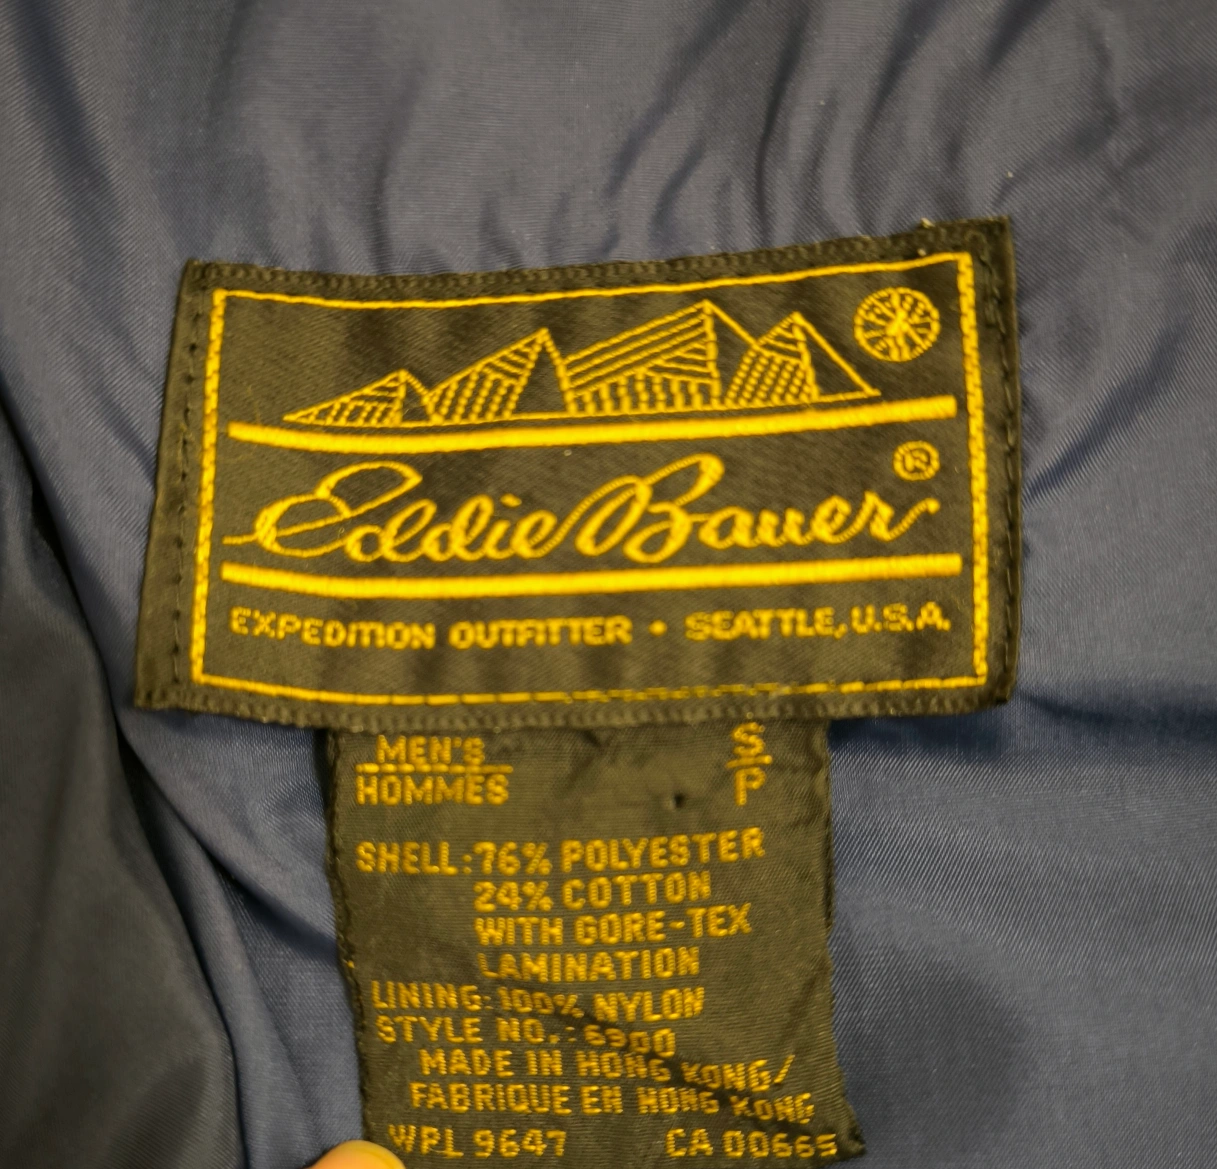 Eddie Bauer®
EXPEDITION OUTFITTER • SEATTLE, U.S.A.
MEN'S S
HOMMES P
SHELL: 76% POLYESTER
24% COTTON
WITH GORE-TEX
LAMINATION
LINING: 100% NYLON
STYLE NO.: 6900
MADE IN HONG KONG/
FABRIQUE EN HONG KONG
WPL 9647 CA 00665